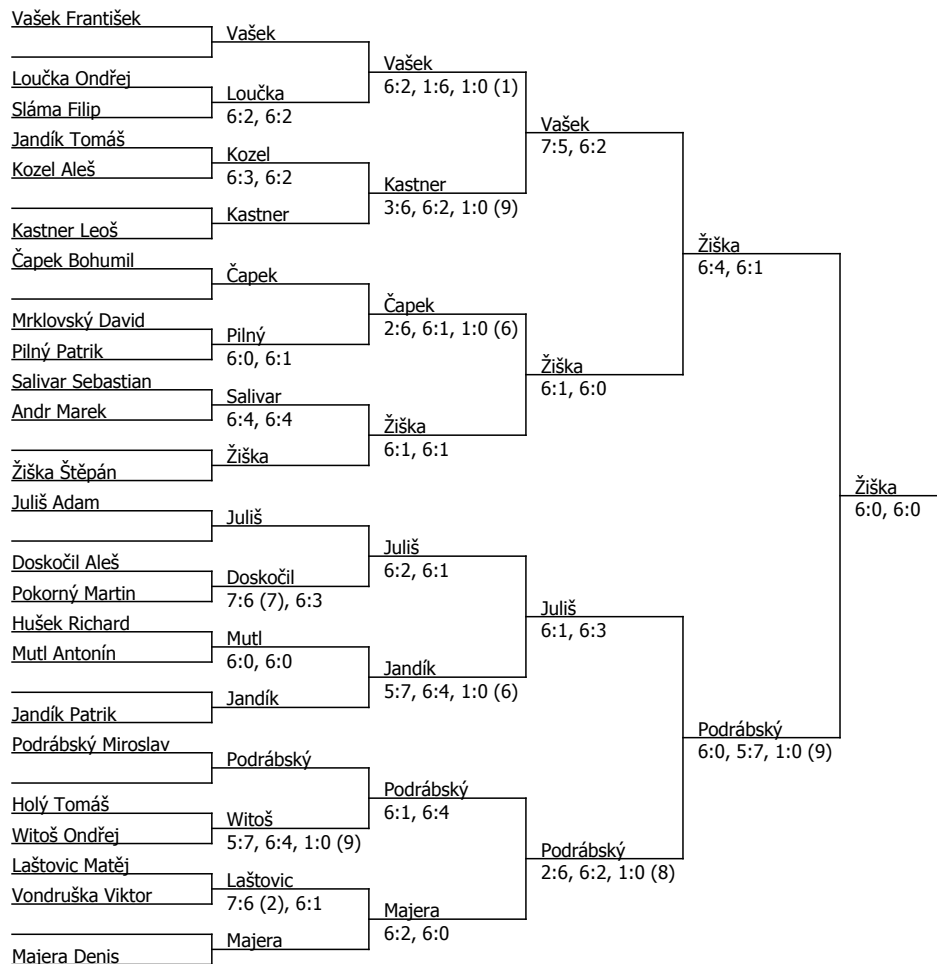 Vašek František
Vašek
Vašek
6:2, 1:6, 1:0 (1)
Loučka Ondřej
Loučka
Sláma Filip
6:2, 6:2
Vašek
7:5, 6:2
Jandík Tomáš
Kozel
Kozel Aleš
6:3, 6:2
Kastner
3:6, 6:2, 1:0 (9)
Kastner
Kastner Leoš
Žiška
6:4, 6:1
Čapek Bohumil
Čapek
Čapek
2:6, 6:1, 1:0 (6)
Mrklovský David
Pilný
Pilný Patrik
6:0, 6:1
Žiška
6:1, 6:0
Salivar Sebastian
Salivar
Andr Marek
6:4, 6:4
Žiška
6:1, 6:1
Žiška
Žiška Štěpán
Žiška
6:0, 6:0
Juliš Adam
Juliš
Juliš
6:2, 6:1
Doskočil Aleš
Doskočil
Pokorný Martin
7:6 (7), 6:3
Juliš
6:1, 6:3
Hušek Richard
Mutl
Mutl Antonín
6:0, 6:0
Jandík
5:7, 6:4, 1:0 (6)
Jandík
Jandík Patrik
Podrábský
6:0, 5:7, 1:0 (9)
Podrábský Miroslav
Podrábský
Podrábský
6:1, 6:4
Holý Tomáš
Witoš
Witoš Ondřej
5:7, 6:4, 1:0 (9)
Podrábský
2:6, 6:2, 1:0 (8)
Laštovic Matěj
Laštovic
Vondruška Viktor
7:6 (2), 6:1
Majera
6:2, 6:0
Majera
Majera Denis